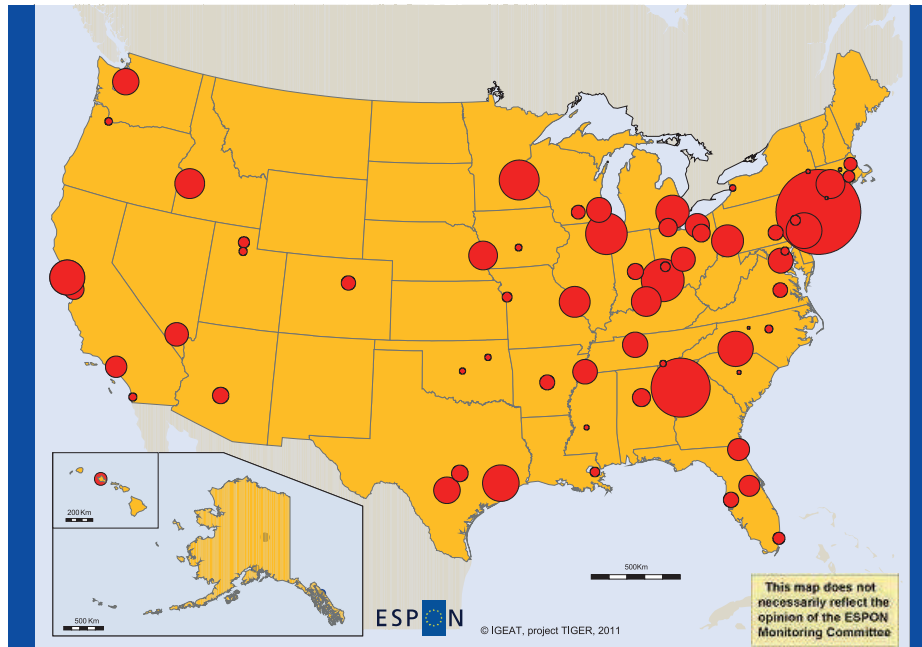 200 Km
500 Km
ESPON
© IGEAT, project TIGER, 2011
500Km
This map does not
necessarily reflect the
opinion of the ESPON
Monitoring Committee